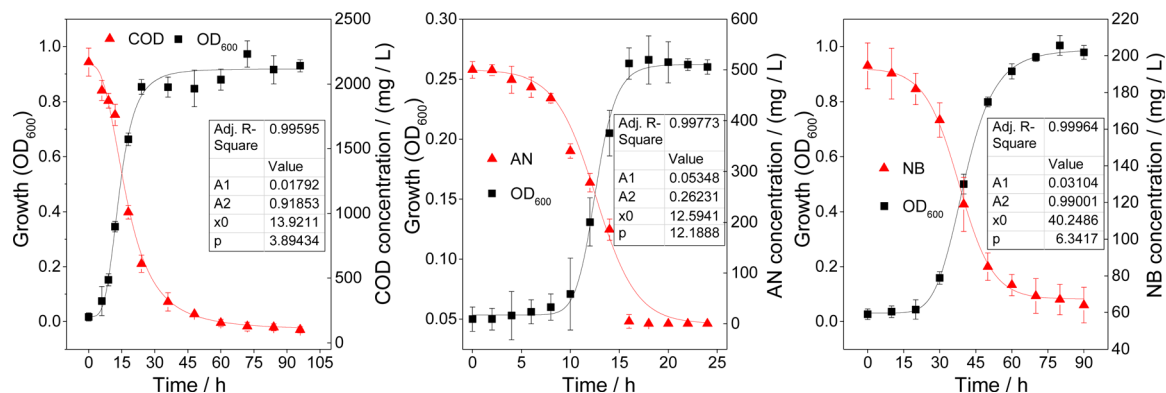 COD OD600
Growth (OD600)
1.0
0.8
0.6
0.4
0.2
0.0
2500
2000
1500
1000
500
0
COD concentration / (mg / L)
Adj. R-Square 0.99595
Value
A1 0.01792
A2 0.91853
x0 13.9211
p 3.89434
0 15 30 45 60 75 90 105
Time / h
Growth (OD600)
0.30
0.25
0.20
0.15
0.10
0.05
600
500
400
300
200
100
0
AN concentration / (mg / L)
AN
OD600
Adj. R-Square 0.99773
Value
A1 0.05348
A2 0.26231
x0 12.5941
p 12.1888
0 5 10 15 20 25
Time / h
Growth (OD600)
1.0
0.8
0.6
0.4
0.2
0.0
220
200
180
160
140
120
100
80
60
40
NB concentration / (mg / L)
NB
OD600
Adj. R-Square 0.99964
Value
A1 0.03104
A2 0.99001
x0 40.2486
p 6.3417
0 15 30 45 60 75 90
Time / h